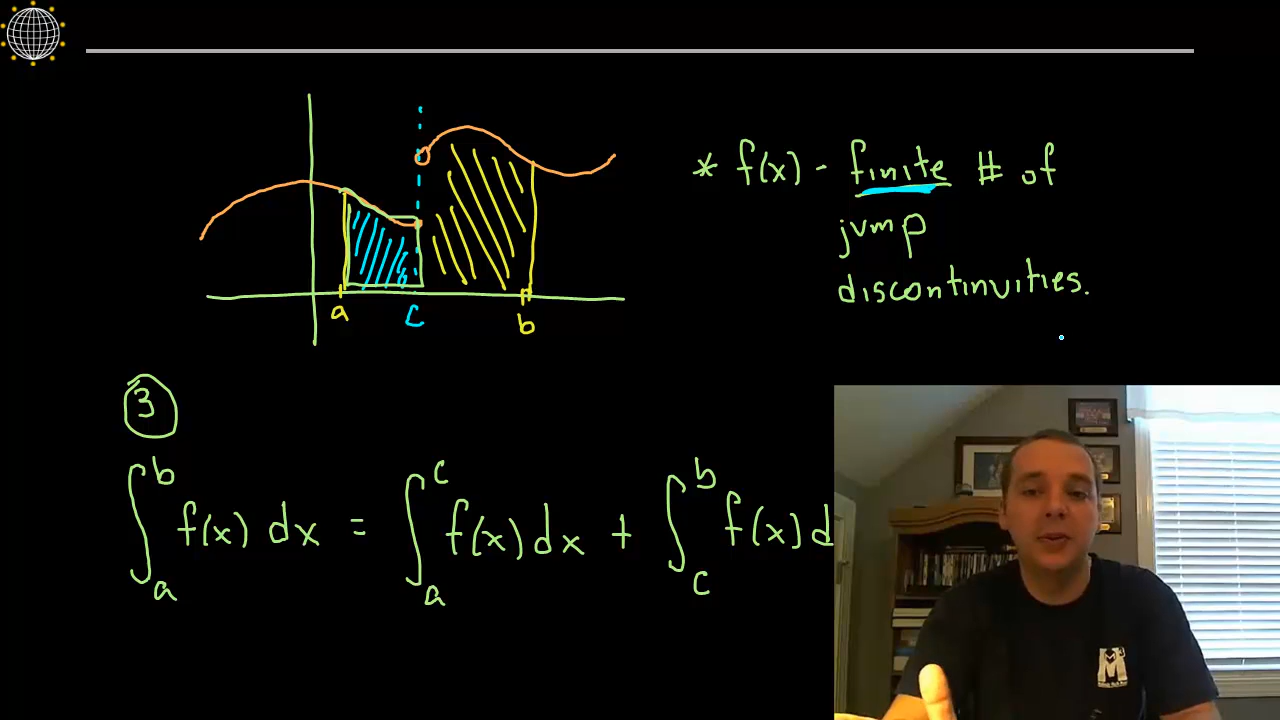 a
c
b
* f(x) - finite # of
jump
discontinuities.
3
∫_a^b f(x) dx = ∫_a^c f(x) dx + ∫_c^b f(x) d
M